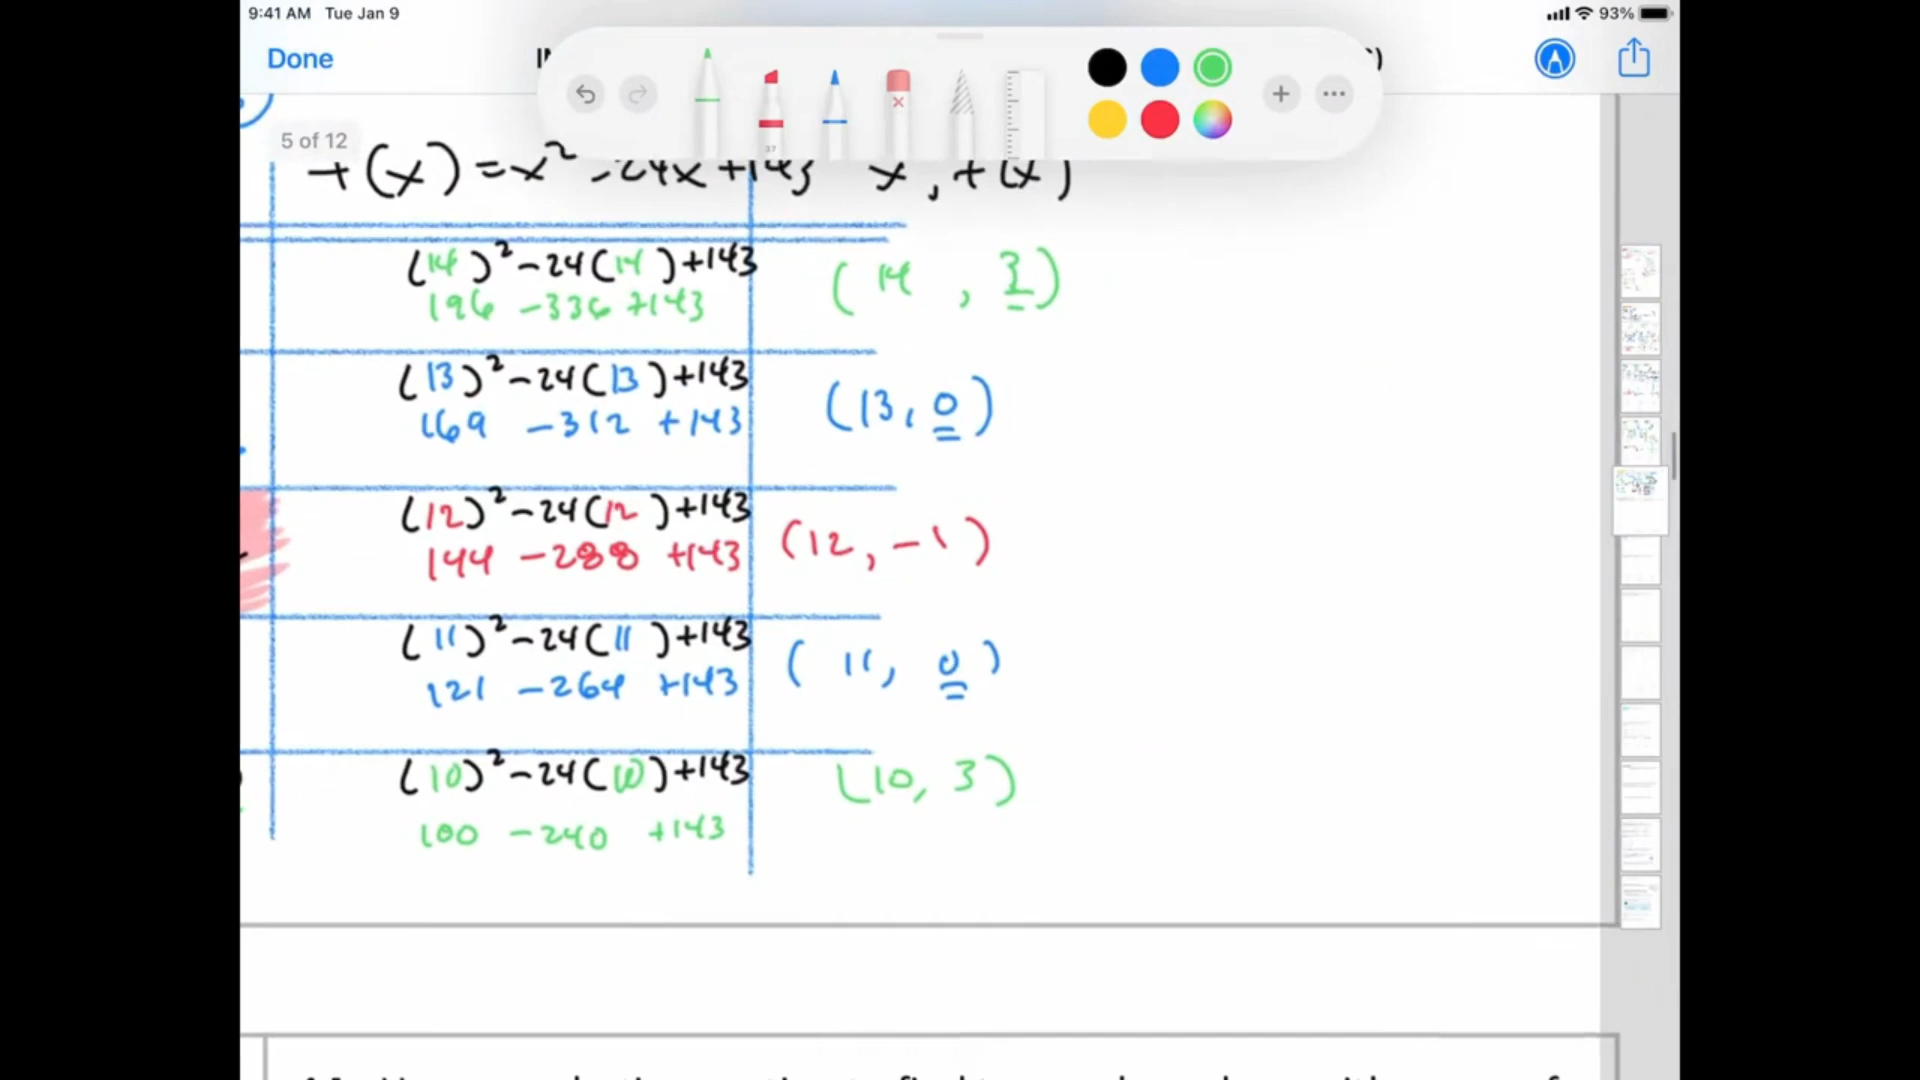 9:41 AM Tue Jan 9 93%
Done
5 of 12
f(x) = x² - 24x + 143 x, f(x)
(14)² - 24(14) + 143 (14, 3)
196 - 336 + 143
(13)² - 24(13) + 143 (13, 0)
169 - 312 + 143
(12)² - 24(12) + 143 (12, -1)
144 - 288 + 143
(11)² - 24(11) + 143 (11, 0)
121 - 264 + 143
(10)² - 24(10) + 143 (10, 3)
100 - 240 + 143